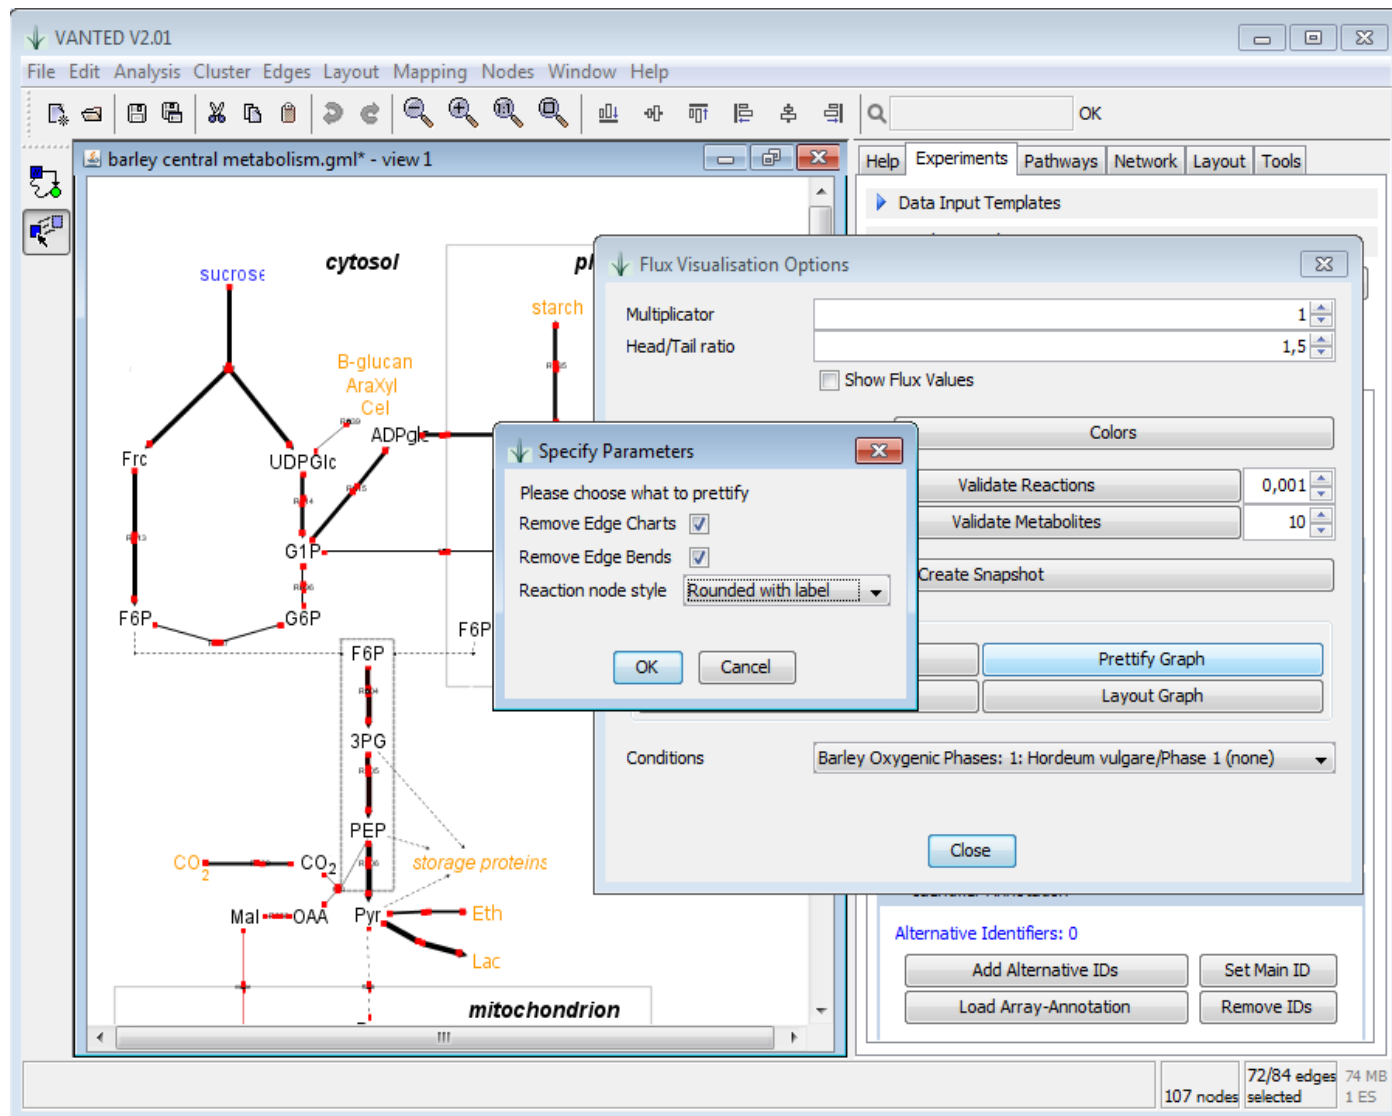 VANTED V2.01
File Edit Analysis Cluster Edges Layout Mapping Nodes Window Help
OK
barley central metabolism.gml* - view 1
Help Experiments Pathways Network Layout Tools
Data Input Templates
cytosol
pl
sucrose
starch
B-glucan
AraXyl
Cel
ADPglc
Frc
UDPGlc
G1P
F6P
G6P
F6P
F6P
3PG
PEP
CO2
CO2
storage proteins
Mal
OAA
Pyr
Eth
Lac
mitochondrion
Flux Visualisation Options
Multiplicator 1
Head/Tail ratio 1,5
Show Flux Values
Colors
Validate Reactions 0,001
Validate Metabolites 10
Create Snapshot
Prettify Graph
Layout Graph
Conditions Barley Oxygenic Phases: 1: Hordeum vulgare/Phase 1 (none)
Close
Specify Parameters
Please choose what to prettify
Remove Edge Charts
Remove Edge Bends
Reaction node style Rounded with label
OK Cancel
Alternative Identifiers: 0
Add Alternative IDs Set Main ID
Load Array-Annotation Remove IDs
107 nodes
72/84 edges
selected
74 MB
1 ES